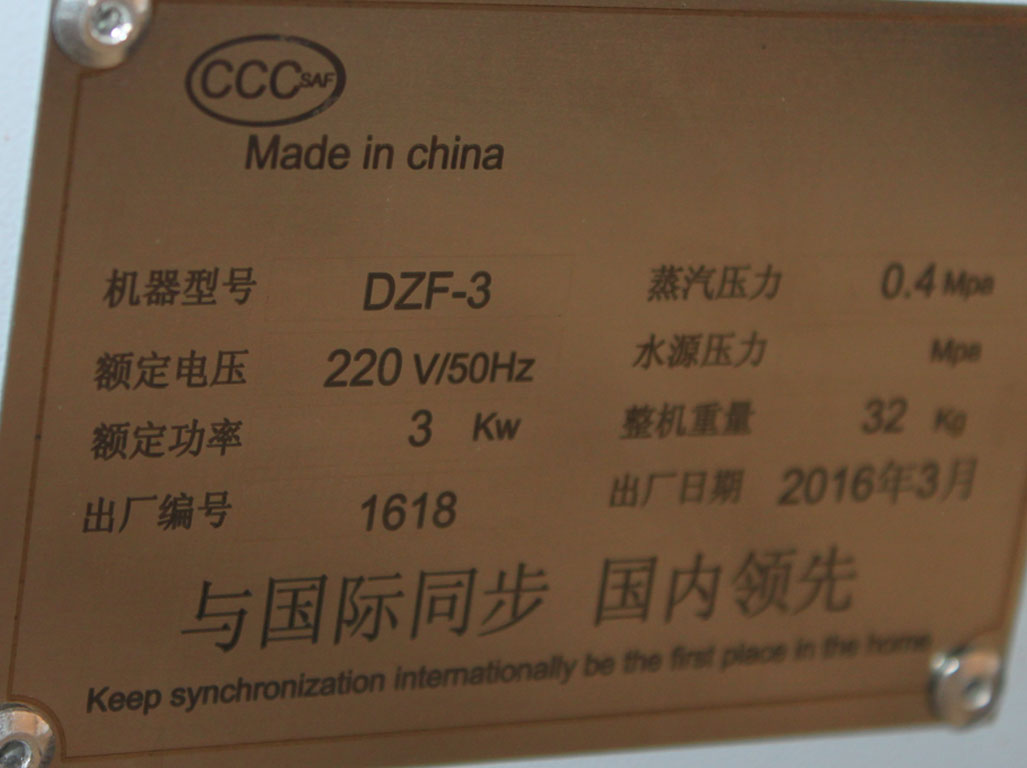 CCC SAF
Made in china
机器型号 DZF-3 蒸汽压力 0.4 Mpa
额定电压 220 V/50Hz 水源压力 Mpa
额定功率 3 Kw 整机重量 32 Kg
出厂编号 1618 出厂日期 2016年3月
与国际同步 国内领先
Keep synchronization internationally be the first place in the home